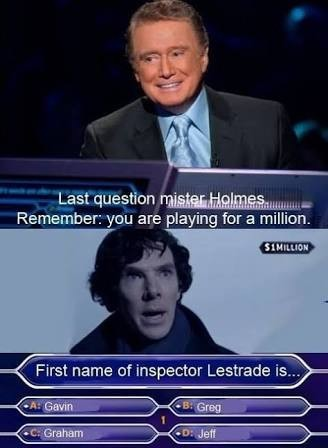 Last question mister Holmes.
Remember: you are playing for a million.
$1MILLION
First name of inspector Lestrade is...
A: Gavin
B: Greg
1
C: Graham
D: Jeff